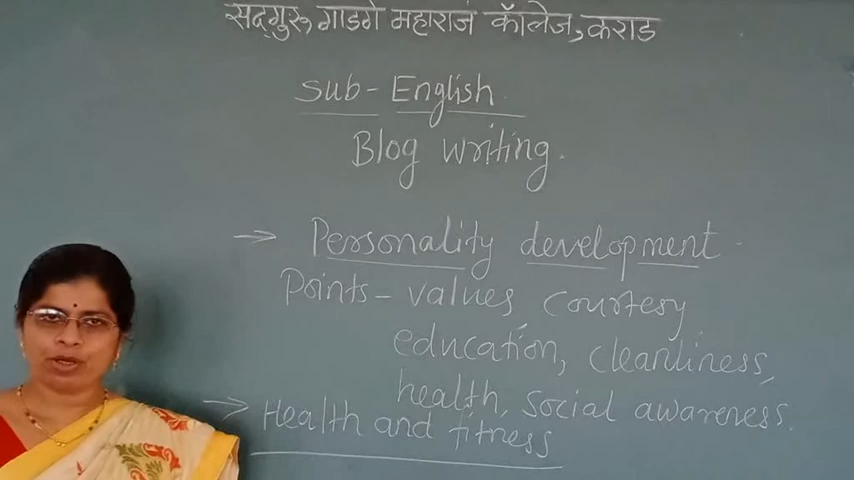 सद्गुरु गाडगे महाराज कॉलेज, कराड
Sub- English
Blog writing.
→ Personality development
Points - values courtesy
education, cleanliness,
health, social awareness.
→ Health and fitness